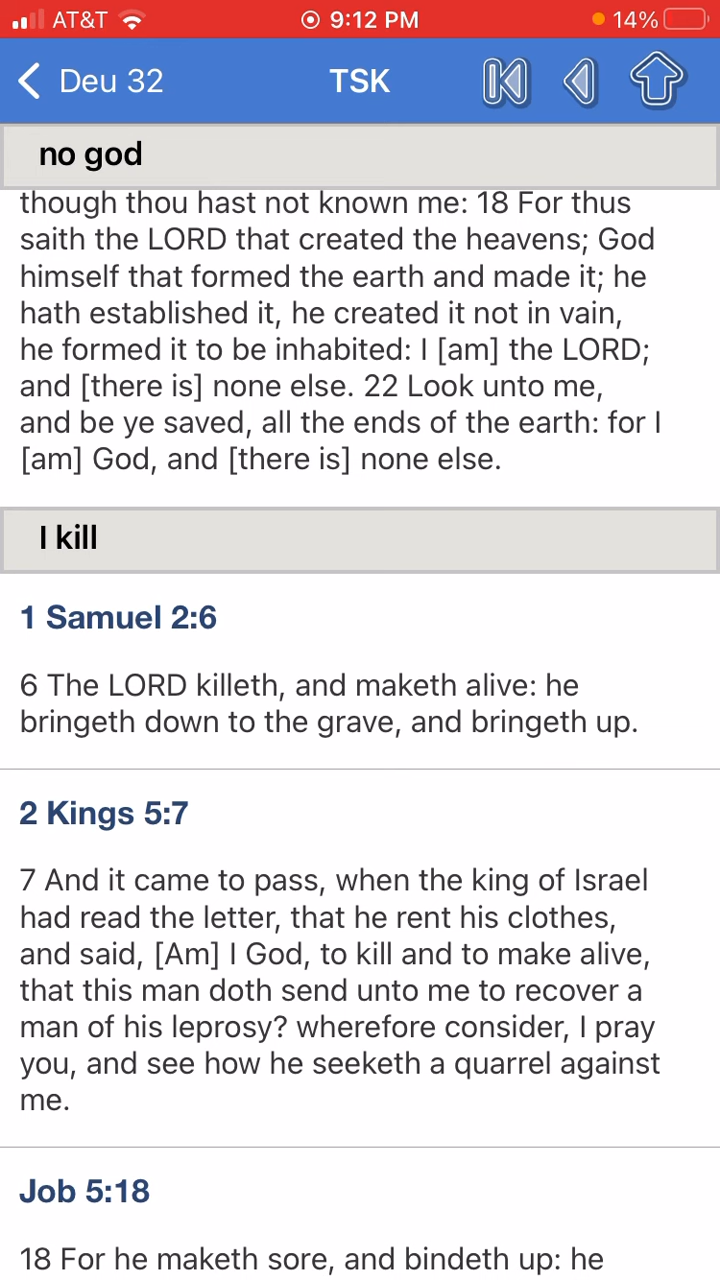 AT&T 9:12 PM 14%
Deu 32 TSK
no god
though thou hast not known me: 18 For thus
saith the LORD that created the heavens; God
himself that formed the earth and made it; he
hath established it, he created it not in vain,
he formed it to be inhabited: I [am] the LORD;
and [there is] none else. 22 Look unto me,
and be ye saved, all the ends of the earth: for I
[am] God, and [there is] none else.
I kill
1 Samuel 2:6
6 The LORD killeth, and maketh alive: he
bringeth down to the grave, and bringeth up.
2 Kings 5:7
7 And it came to pass, when the king of Israel
had read the letter, that he rent his clothes,
and said, [Am] I God, to kill and to make alive,
that this man doth send unto me to recover a
man of his leprosy? wherefore consider, I pray
you, and see how he seeketh a quarrel against
me.
Job 5:18
18 For he maketh sore, and bindeth up: he